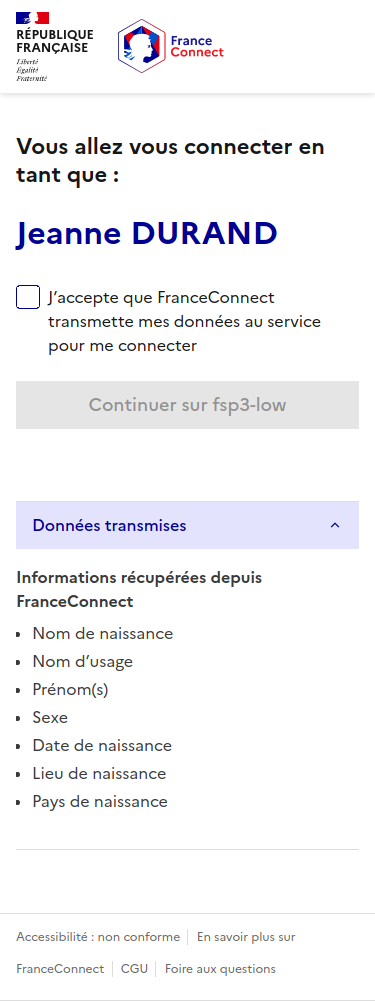 RÉPUBLIQUE
FRANÇAISE
Liberté
Égalité
Fraternité
France
Connect
Vous allez vous connecter en
tant que :
Jeanne DURAND
J’accepte que FranceConnect
transmette mes données au service
pour me connecter
Continuer sur fsp3-low
Données transmises
Informations récupérées depuis
FranceConnect
Nom de naissance
Nom d’usage
Prénom(s)
Sexe
Date de naissance
Lieu de naissance
Pays de naissance
Accessibilité : non conforme
En savoir plus sur
FranceConnect
CGU
Foire aux questions